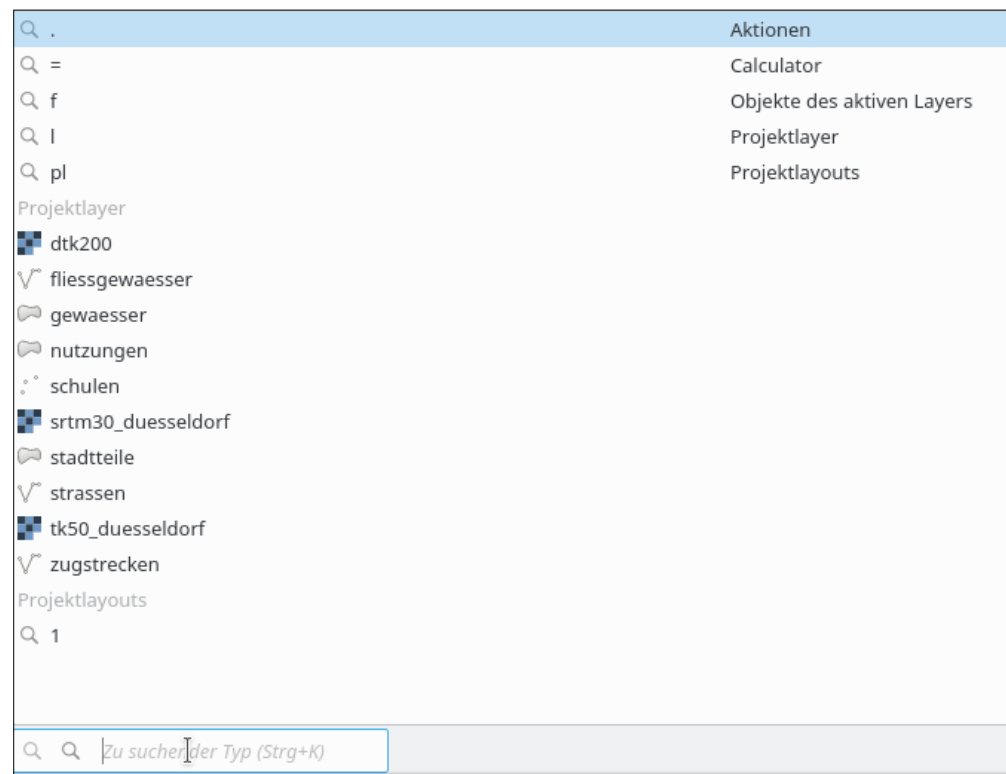 . Aktionen
= Calculator
f Objekte des aktiven Layers
l Projektlayer
pl Projektlayouts
Projektlayer
dtk200
fliessgewaesser
gewaesser
nutzungen
schulen
srtm30_duesseldorf
stadtteile
strassen
tk50_duesseldorf
zugstrecken
Projektlayouts
1
Zu suchender Typ (Strg+K)